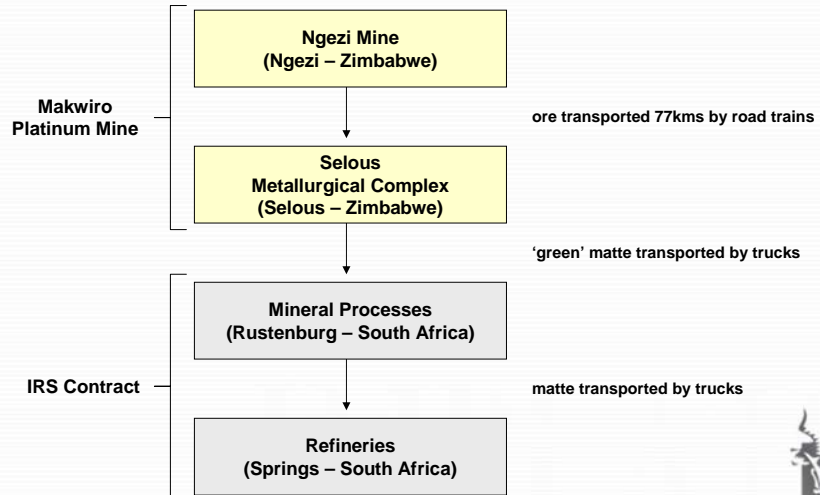 Ngezi Mine
(Ngezi – Zimbabwe)
Makwiro
Platinum Mine
ore transported 77kms by road trains
Selous
Metallurgical Complex
(Selous – Zimbabwe)
‘green’ matte transported by trucks
Mineral Processes
(Rustenburg – South Africa)
IRS Contract
matte transported by trucks
Refineries
(Springs – South Africa)